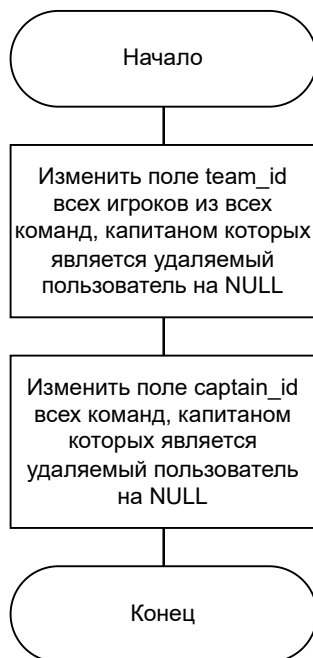 Начало
Изменить поле team_id
всех игроков из всех
команд, капитаном которых
является удаляемый
пользователь на NULL
Изменить поле captain_id
всех команд, капитаном
которых является
удаляемый пользователь
на NULL
Конец